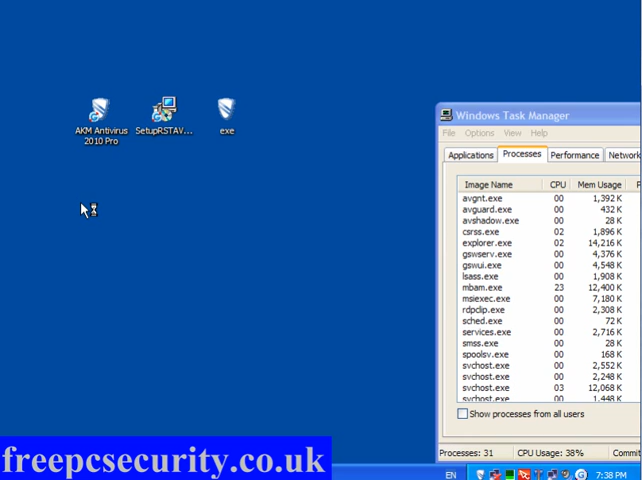 AKM Antivirus
2010 Pro
SetupRSTAV...
exe
Windows Task Manager
File Options View Help
Applications Processes Performance Network
Image Name CPU Mem Usage P
avgnt.exe 00 1,392 K
avguard.exe 00 432 K
avshadow.exe 00 28 K
csrss.exe 02 1,896 K
explorer.exe 02 14,216 K
gswserv.exe 00 4,376 K
gswui.exe 00 4,548 K
lsass.exe 00 1,908 K
mbam.exe 23 12,400 K
msiexec.exe 00 7,180 K
rdpclip.exe 00 2,308 K
sched.exe 00 72 K
services.exe 00 2,716 K
smss.exe 00 28 K
spoolsv.exe 00 168 K
svchost.exe 00 2,552 K
svchost.exe 00 2,248 K
svchost.exe 03 12,068 K
svchost.exe 00 1,448 K
Show processes from all users
Processes: 31 CPU Usage: 38% Commit
freepcsecurity.co.uk
EN 7:38 PM